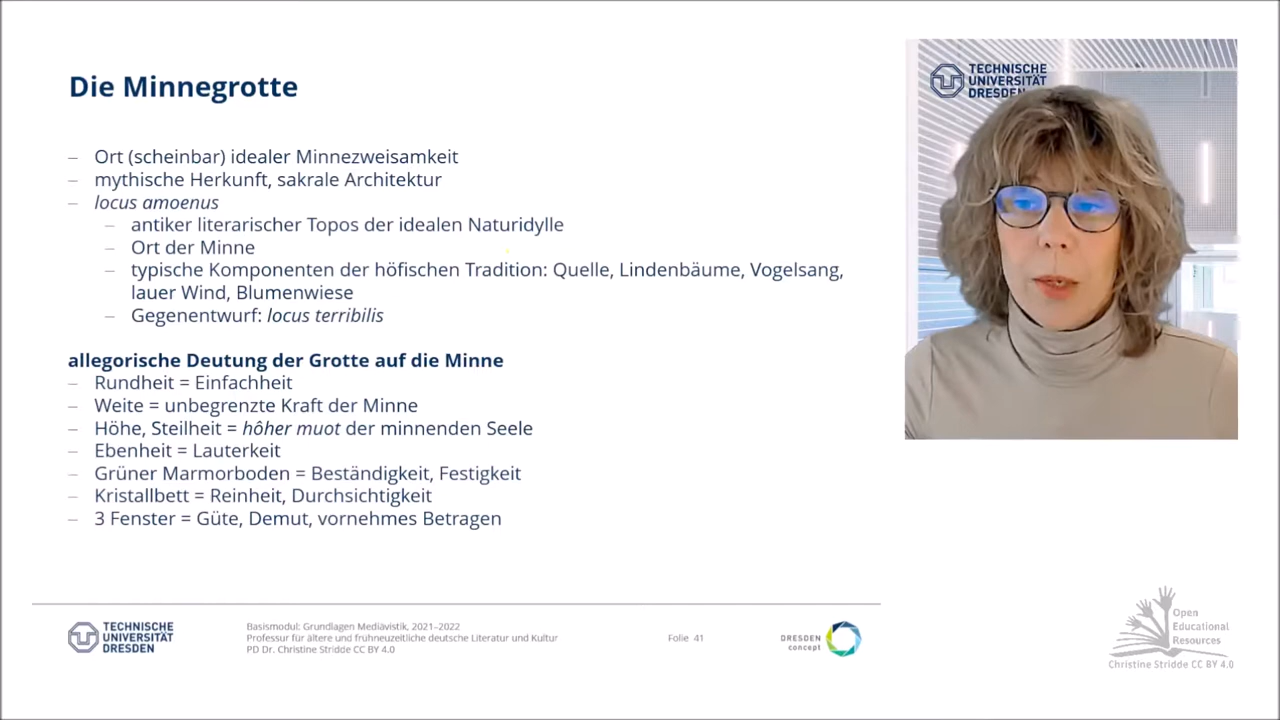 Die Minnegrotte
– Ort (scheinbar) idealer Minnezweisamkeit
– mythische Herkunft, sakrale Architektur
– locus amoenus
– antiker literarischer Topos der idealen Naturidylle
– Ort der Minne
– typische Komponenten der höfischen Tradition: Quelle, Lindenbäume, Vogelsang,
lauer Wind, Blumenwiese
– Gegenentwurf: locus terribilis
allegorische Deutung der Grotte auf die Minne
– Rundheit = Einfachheit
– Weite = unbegrenzte Kraft der Minne
– Höhe, Steilheit = hôher muot der minnenden Seele
– Ebenheit = Lauterkeit
– Grüner Marmorboden = Beständigkeit, Festigkeit
– Kristallbett = Reinheit, Durchsichtigkeit
– 3 Fenster = Güte, Demut, vornehmes Betragen
TECHNISCHE
UNIVERSITÄT
DRESDEN
TECHNISCHE
UNIVERSITÄT
DRESDEN
Basismodul: Grundlagen Mediävistik, 2021–2022
Professur für ältere und frühneuzeitliche deutsche Literatur und Kultur
PD Dr. Christine Stridde CC BY 4.0
Folie 41
DRESDEN
concept
Open
Educational
Resources
Christine Stridde CC BY 4.0